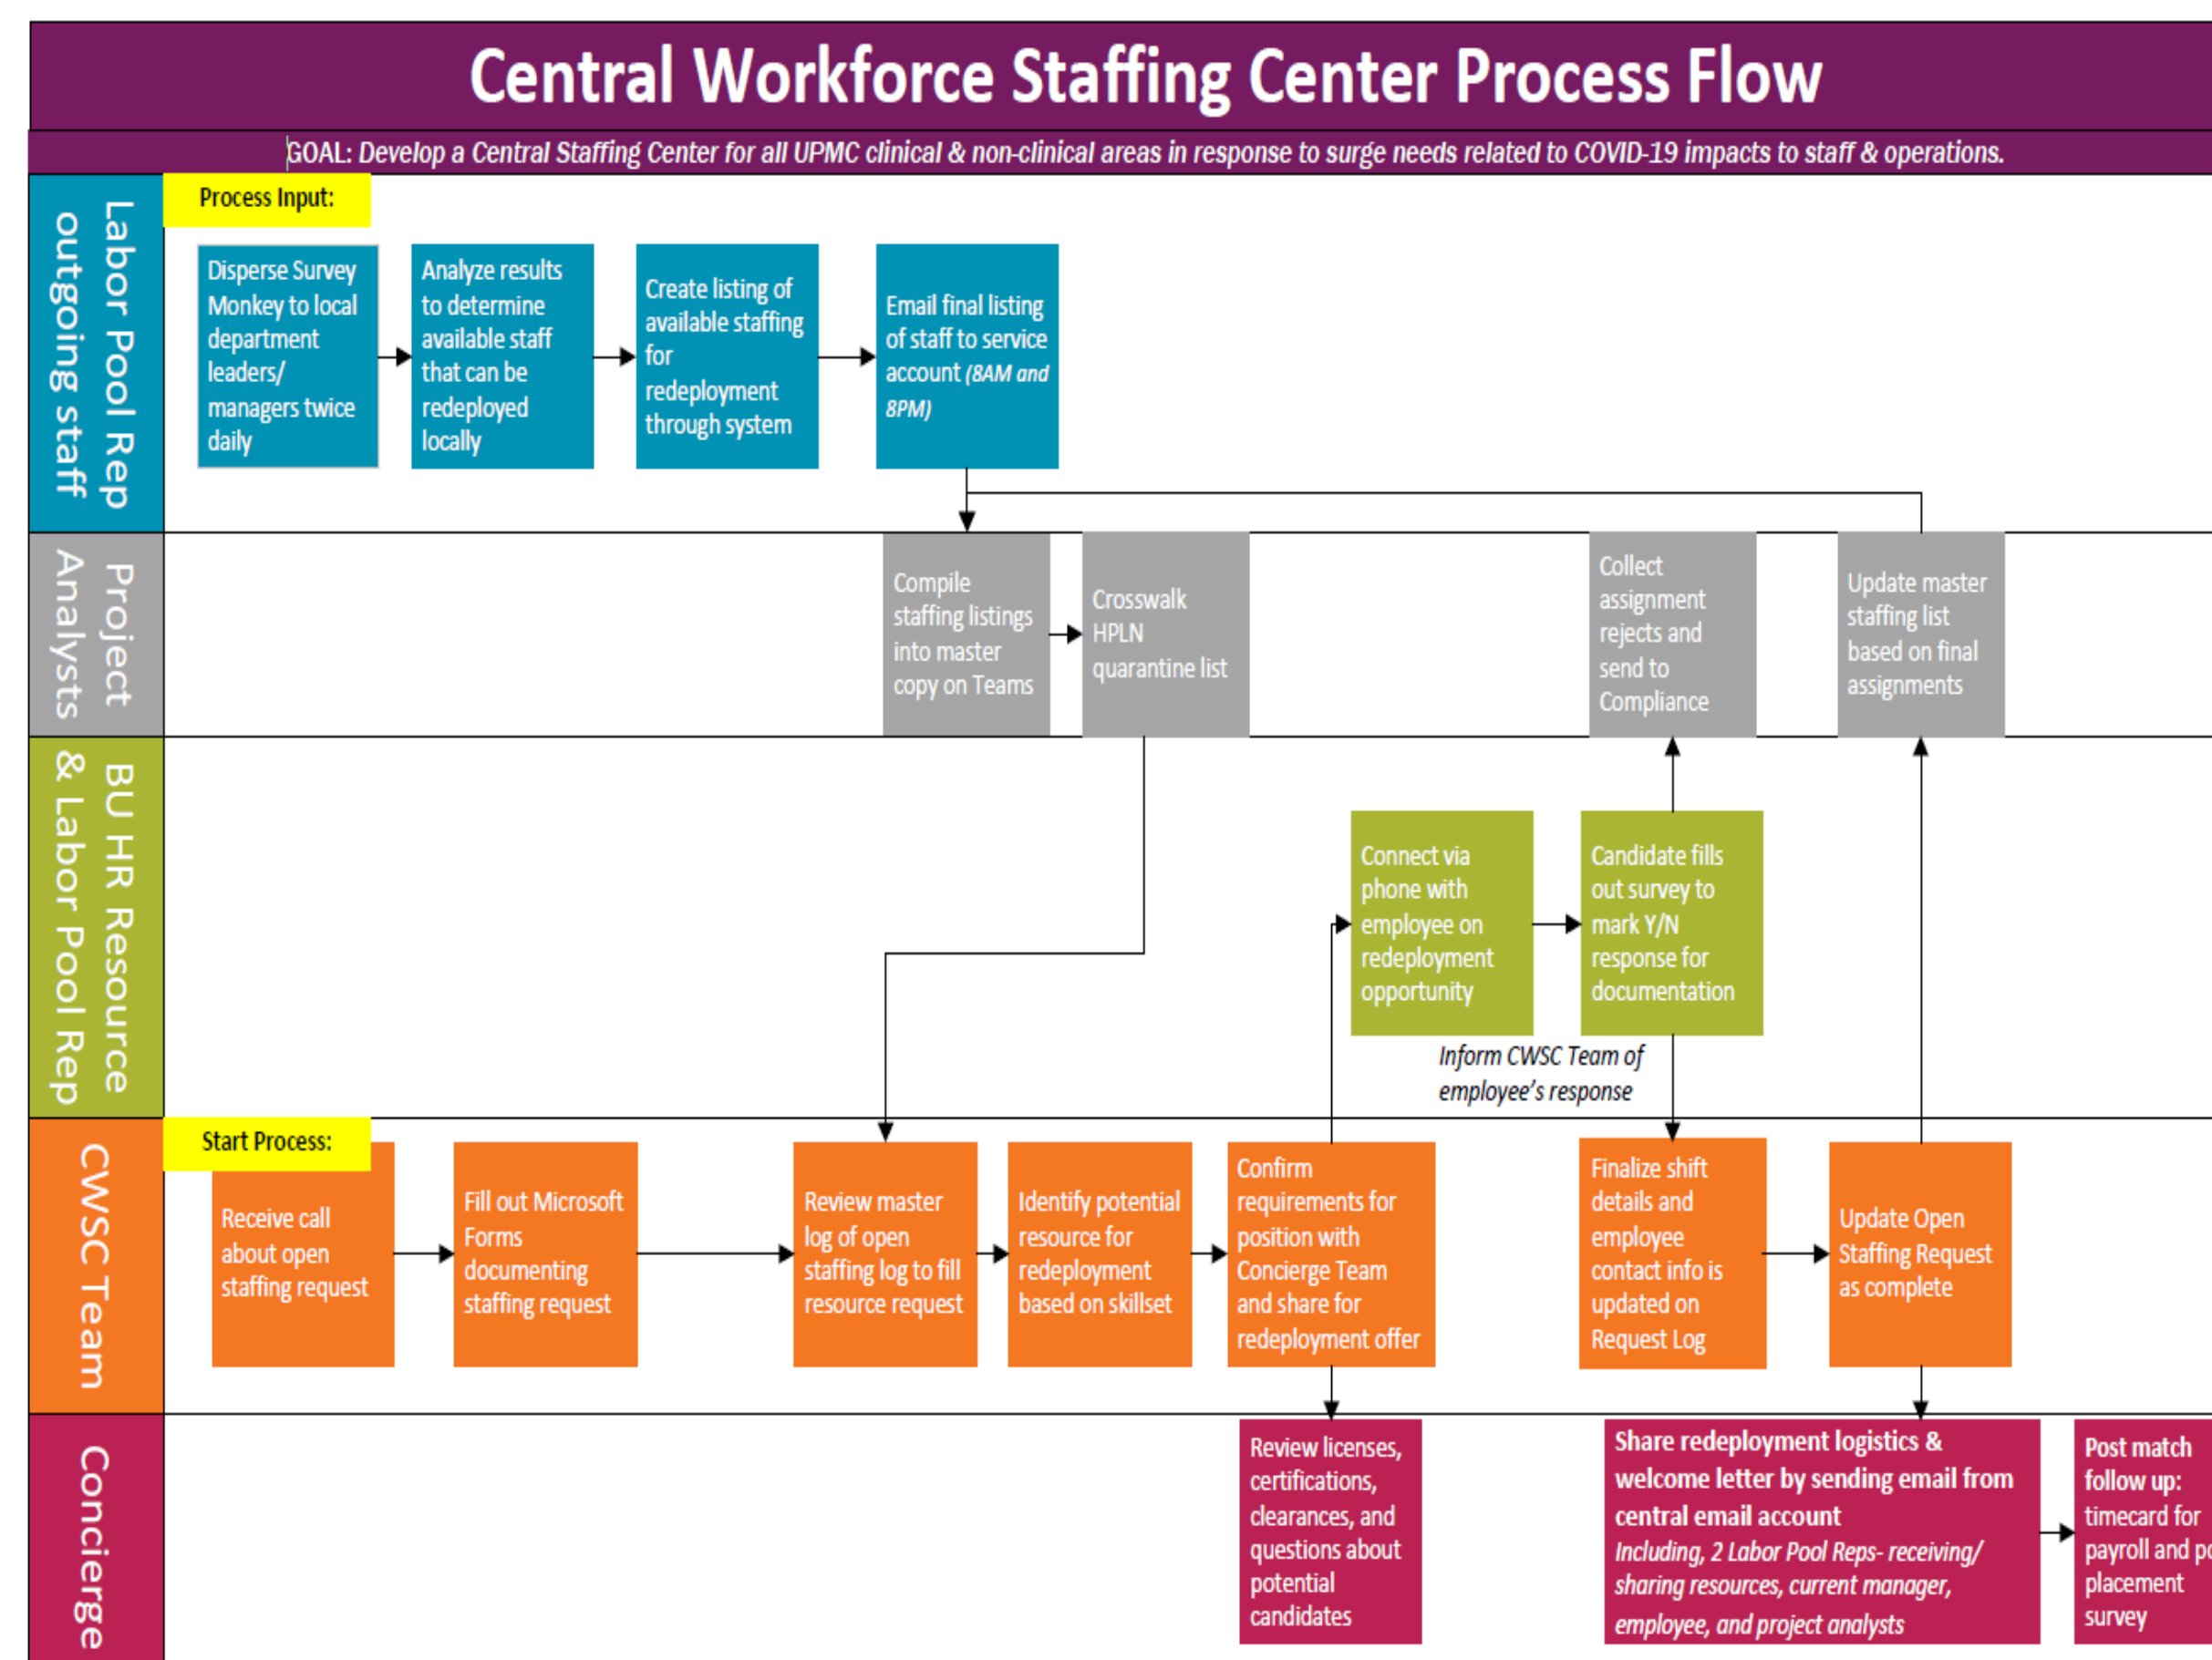 Central Workforce Staffing Center Process Flow
GOAL: Develop a Central Staffing Center for all UPMC clinical & non-clinical areas in response to surge needs related to COVID-19 impacts to staff & operations.
Labor Pool Rep
outgoing staff
Process Input:
Disperse Survey
Monkey to local
department
leaders/
managers twice
daily
Analyze results
to determine
available staff
that can be
redeployed
locally
Create listing of
available staffing
for
redeployment
through system
Email final listing
of staff to service
account (8AM and
8PM)
Project
Analysts
Compile
staffing listings
into master
copy on Teams
Crosswalk
HPLN
quarantine list
Collect
assignment
rejects and
send to
Compliance
Update master
staffing list
based on final
assignments
BU HR Resource
& Labor Pool Rep
Connect via
phone with
employee on
redeployment
opportunity
Candidate fills
out survey to
mark Y/N
response for
documentation
Inform CWSC Team of
employee's response
CWSC Team
Start Process:
Receive call
about open
staffing request
Fill out Microsoft
Forms
documenting
staffing request
Review master
log of open
staffing log to fill
resource request
Identify potential
resource for
redeployment
based on skillset
Confirm
requirements for
position with
Concierge Team
and share for
redeployment offer
Finalize shift
details and
employee
contact info is
updated on
Request Log
Update Open
Staffing Request
as complete
Concierge
Review licenses,
certifications,
clearances, and
questions about
potential
candidates
Share redeployment logistics &
welcome letter by sending email from
central email account
Including, 2 Labor Pool Reps- receiving/
sharing resources, current manager,
employee, and project analysts
Post match
follow up:
timecard for
payroll and
placement
survey